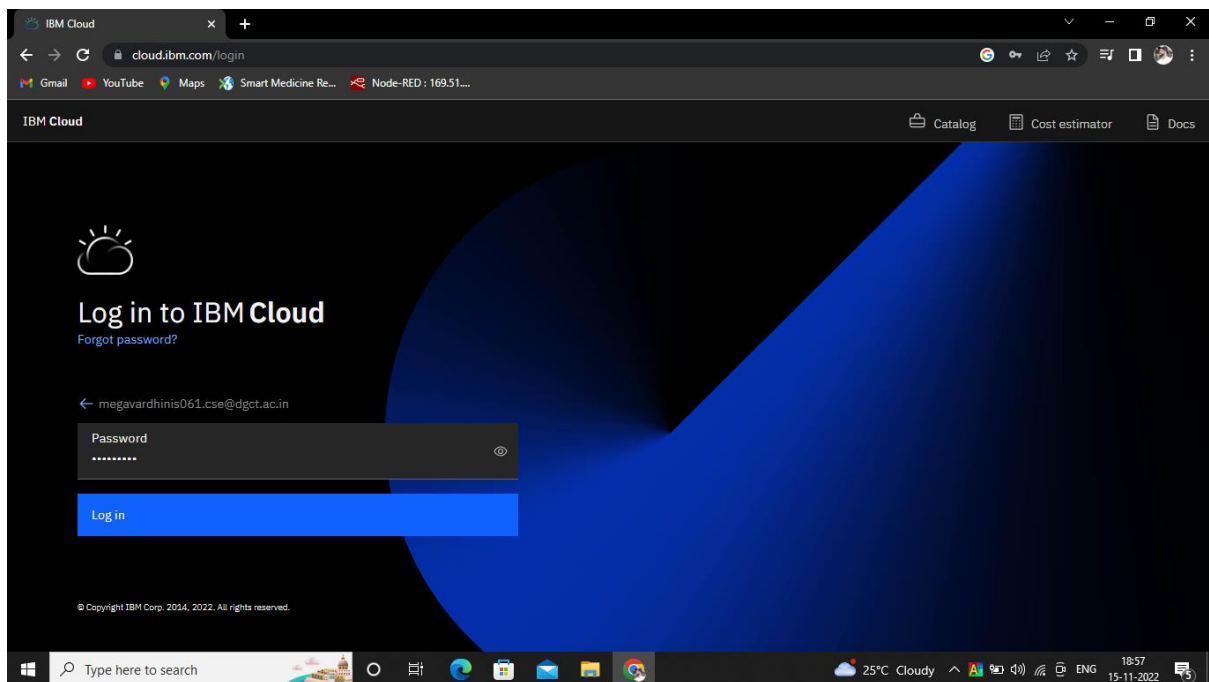 IBM Cloud
cloud.ibm.com/login
Gmail YouTube Maps Smart Medicine Re... Node-RED : 169.51....
IBM Cloud Catalog Cost estimator Docs
Log in to IBM Cloud
Forgot password?
megavardhinis061.cse@dgct.ac.in
Password
•••••••••
Log in
© Copyright IBM Corp. 2014, 2022. All rights reserved.
Type here to search 25°C Cloudy ENG 18:57
15-11-2022